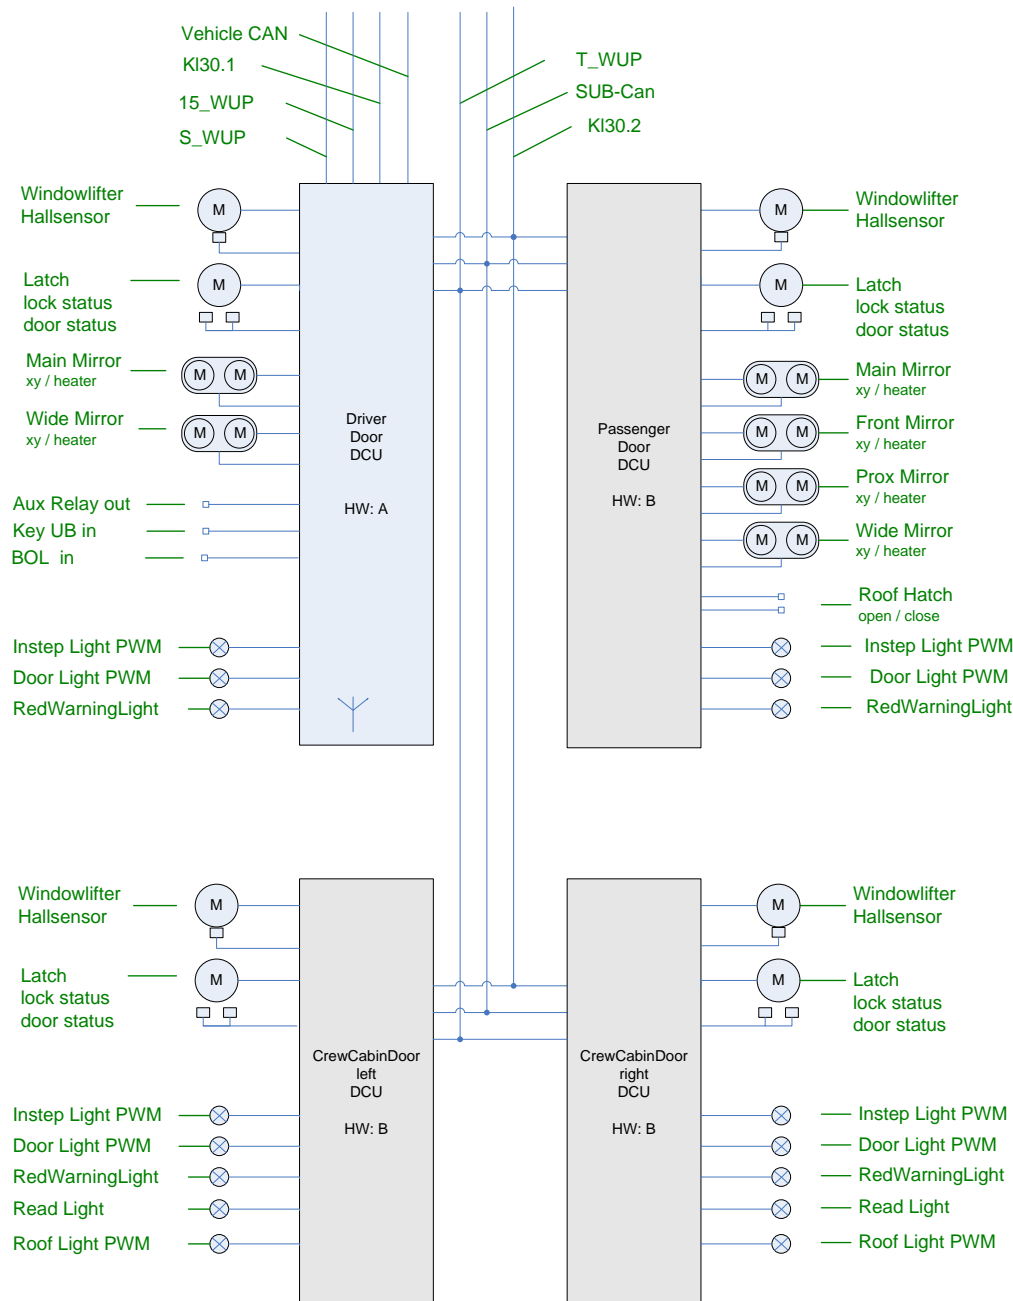 Vehicle CAN
Kl30.1
15_WUP
S_WUP
T_WUP
SUB-Can
Kl30.2
Windowlifter
Hallsensor
M
Latch
lock status
door status
M
Main Mirror
xy / heater
M M
Wide Mirror
xy / heater
M M
Aux Relay out
Key UB in
BOL in
Instep Light PWM
Door Light PWM
RedWarningLight
Driver
Door
DCU
HW: A
Passenger
Door
DCU
HW: B
M
Windowlifter
Hallsensor
M
Latch
lock status
door status
M M
Main Mirror
xy / heater
M M
Front Mirror
xy / heater
M M
Prox Mirror
xy / heater
M M
Wide Mirror
xy / heater
Roof Hatch
open / close
Instep Light PWM
Door Light PWM
RedWarningLight
Windowlifter
Hallsensor
M
Latch
lock status
door status
M
Instep Light PWM
Door Light PWM
RedWarningLight
Read Light
Roof Light PWM
CrewCabinDoor
left
DCU
HW: B
CrewCabinDoor
right
DCU
HW: B
M
Windowlifter
Hallsensor
M
Latch
lock status
door status
Instep Light PWM
Door Light PWM
RedWarningLight
Read Light
Roof Light PWM